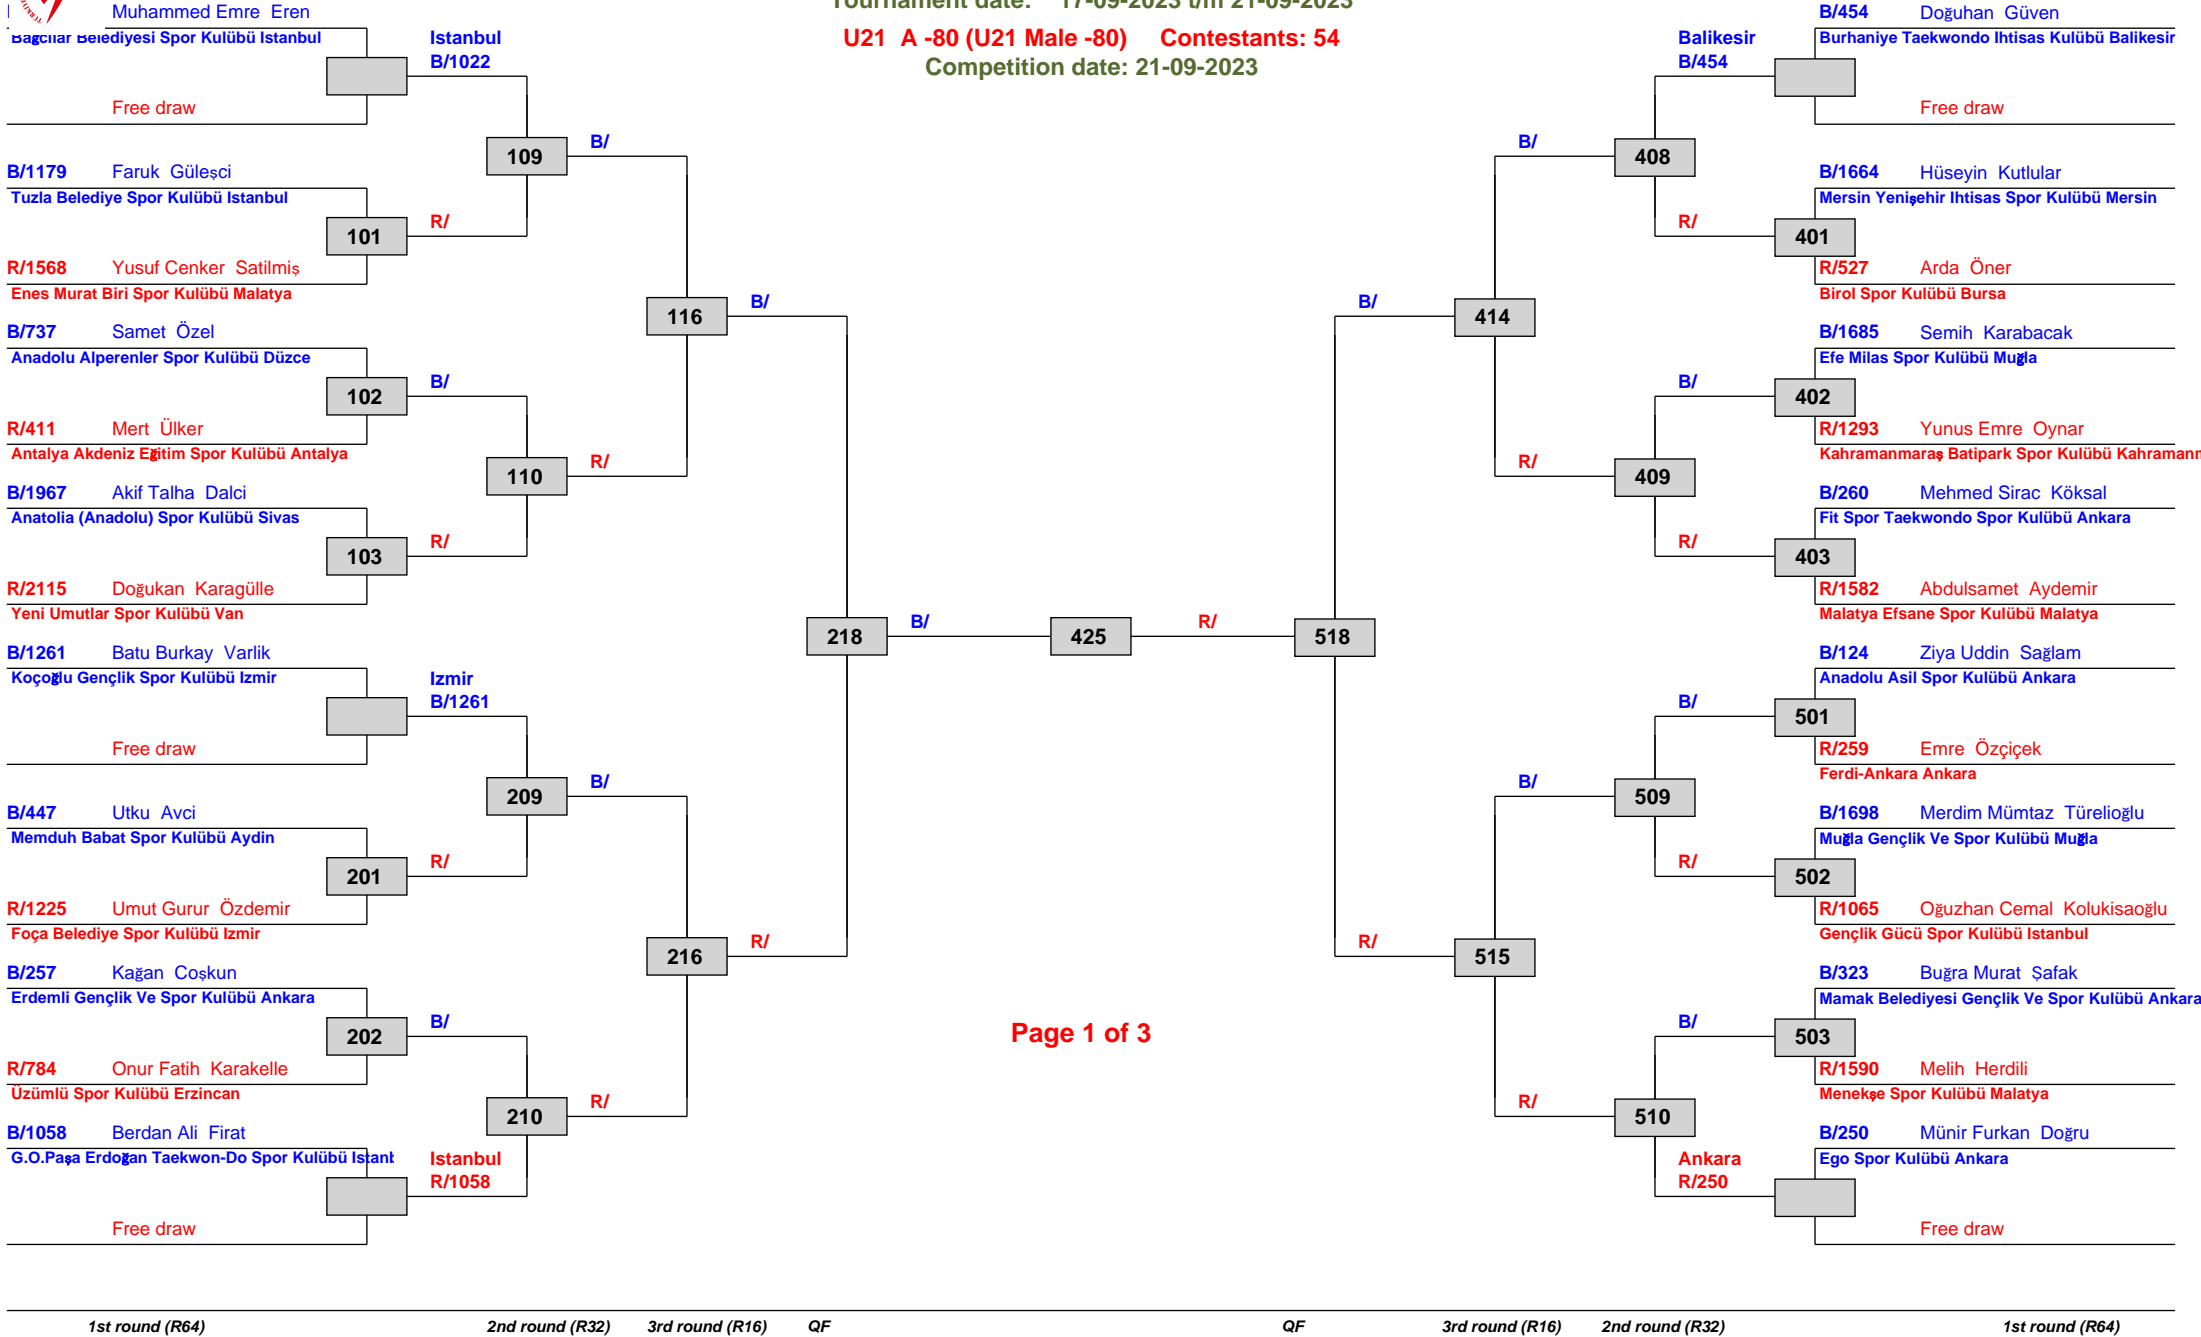 Tournament date: 17-09-2023 t/m 21-09-2023
U21 A -80 (U21 Male -80) Contestants: 54
Competition date: 21-09-2023
Muhammed Emre Eren
Bağcilar Belediyesi Spor Kulübü Istanbul
Free draw
Istanbul
B/1022
B/1179 Faruk Güleşci
Tuzla Belediye Spor Kulübü Istanbul
101
R/1568 Yusuf Cenker Satilmiş
Enes Murat Biri Spor Kulübü Malatya
R/
109
B/
B/737 Samet Özel
Anadolu Alperenler Spor Kulübü Düzce
102
R/411 Mert Ülker
Antalya Akdeniz Eğitim Spor Kulübü Antalya
B/
B/1967 Akif Talha Dalci
Anatolia (Anadolu) Spor Kulübü Sivas
103
R/2115 Doğukan Karagülle
Yeni Umutlar Spor Kulübü Van
R/
110
R/
116
B/
B/1261 Batu Burkay Varlik
Koçoğlu Gençlik Spor Kulübü Izmir
Free draw
Izmir
B/1261
B/447 Utku Avci
Memduh Babat Spor Kulübü Aydin
201
R/1225 Umut Gurur Özdemir
Foça Belediye Spor Kulübü Izmir
R/
209
B/
B/257 Kağan Coşkun
Erdemli Gençlik Ve Spor Kulübü Ankara
202
R/784 Onur Fatih Karakelle
Üzümlü Spor Kulübü Erzincan
B/
B/1058 Berdan Ali Firat
G.O.Paşa Erdoğan Taekwon-Do Spor Kulübü
Free draw
Istanbul
R/1058
210
R/
216
R/
218
B/
425
R/
518
Page 1 of 3
B/454 Doğuhan Güven
Burhaniye Taekwondo Ihtisas Kulübü Balikesir
Free draw
Balikesir
B/454
B/1664 Hüseyin Kutlular
Mersin Yenişehir Ihtisas Spor Kulübü Mersin
401
R/527 Arda Öner
Birol Spor Kulübü Bursa
R/
408
B/
B/1685 Semih Karabacak
Efe Milas Spor Kulübü Muğla
402
R/1293 Yunus Emre Oynar
Kahramanmaraş Batipark Spor Kulübü
B/
B/260 Mehmed Sirac Köksal
Fit Spor Taekwondo Spor Kulübü Ankara
403
R/1582 Abdulsamet Aydemir
Malatya Efsane Spor Kulübü Malatya
R/
409
R/
414
B/
B/124 Ziya Uddin Sağlam
Anadolu Asil Spor Kulübü Ankara
501
R/259 Emre Özçiçek
Ferdi-Ankara Ankara
B/
B/1698 Merdim Mümtaz Türelioğlu
Muğla Gençlik Ve Spor Kulübü Muğla
502
R/1065 Oğuzhan Cemal Kolukisaoğlu
Gençlik Gücü Spor Kulübü Istanbul
R/
509
B/
B/323 Buğra Murat Şafak
Mamak Belediyesi Gençlik Ve Spor Kulübü Ankara
503
R/1590 Melih Herdili
Menekşe Spor Kulübü Malatya
B/
B/250 Münir Furkan Doğru
Ego Spor Kulübü Ankara
Free draw
Ankara
R/250
510
R/
515
R/
1st round (R64) 2nd round (R32) 3rd round (R16) QF QF 3rd round (R16) 2nd round (R32) 1st round (R64)